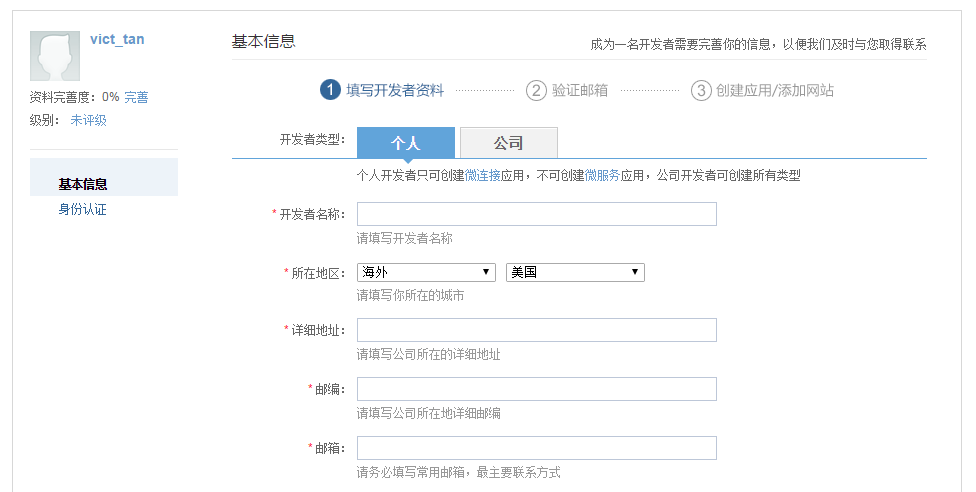 vict_tan
资料完善度：0% 完善
级别： 未评级
基本信息
身份认证
基本信息
成为一名开发者需要完善你的信息，以便我们及时与您取得联系
1 填写开发者资料
2 验证邮箱
3 创建应用/添加网站
开发者类型： 个人 公司
个人开发者只可创建微连接应用，不可创建微服务应用，公司开发者可创建所有类型
*开发者名称：
请填写开发者名称
*所在地区： 海外 美国
请填写你所在的城市
*详细地址：
请填写公司所在的详细地址
*邮编：
请填写公司所在地详细邮编
*邮箱：
请务必填写常用邮箱，最主要联系方式